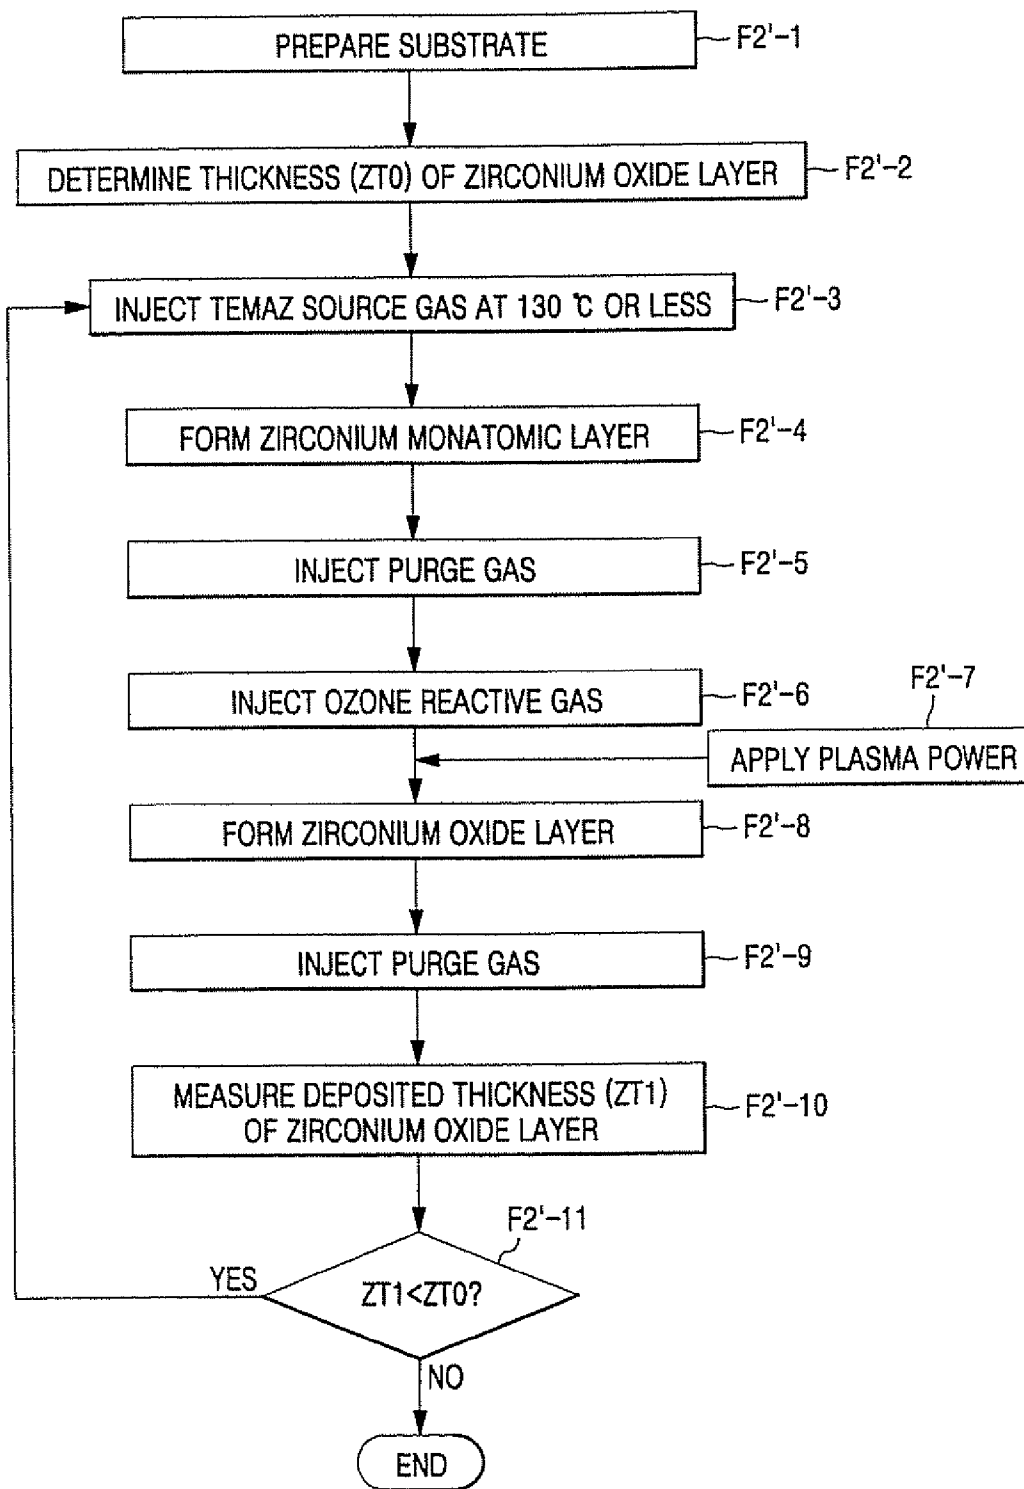 PREPARE SUBSTRATE
F2'-1
DETERMINE THICKNESS (ZT0) OF ZIRCONIUM OXIDE LAYER
F2'-2
INJECT TEMAZ SOURCE GAS AT 130 ℃ OR LESS
F2'-3
FORM ZIRCONIUM MONATOMIC LAYER
F2'-4
INJECT PURGE GAS
F2'-5
INJECT OZONE REACTIVE GAS
F2'-6
F2'-7
APPLY PLASMA POWER
FORM ZIRCONIUM OXIDE LAYER
F2'-8
INJECT PURGE GAS
F2'-9
MEASURE DEPOSITED THICKNESS (ZT1)
OF ZIRCONIUM OXIDE LAYER
F2'-10
F2'-11
YES
ZT1<ZT0?
NO
END